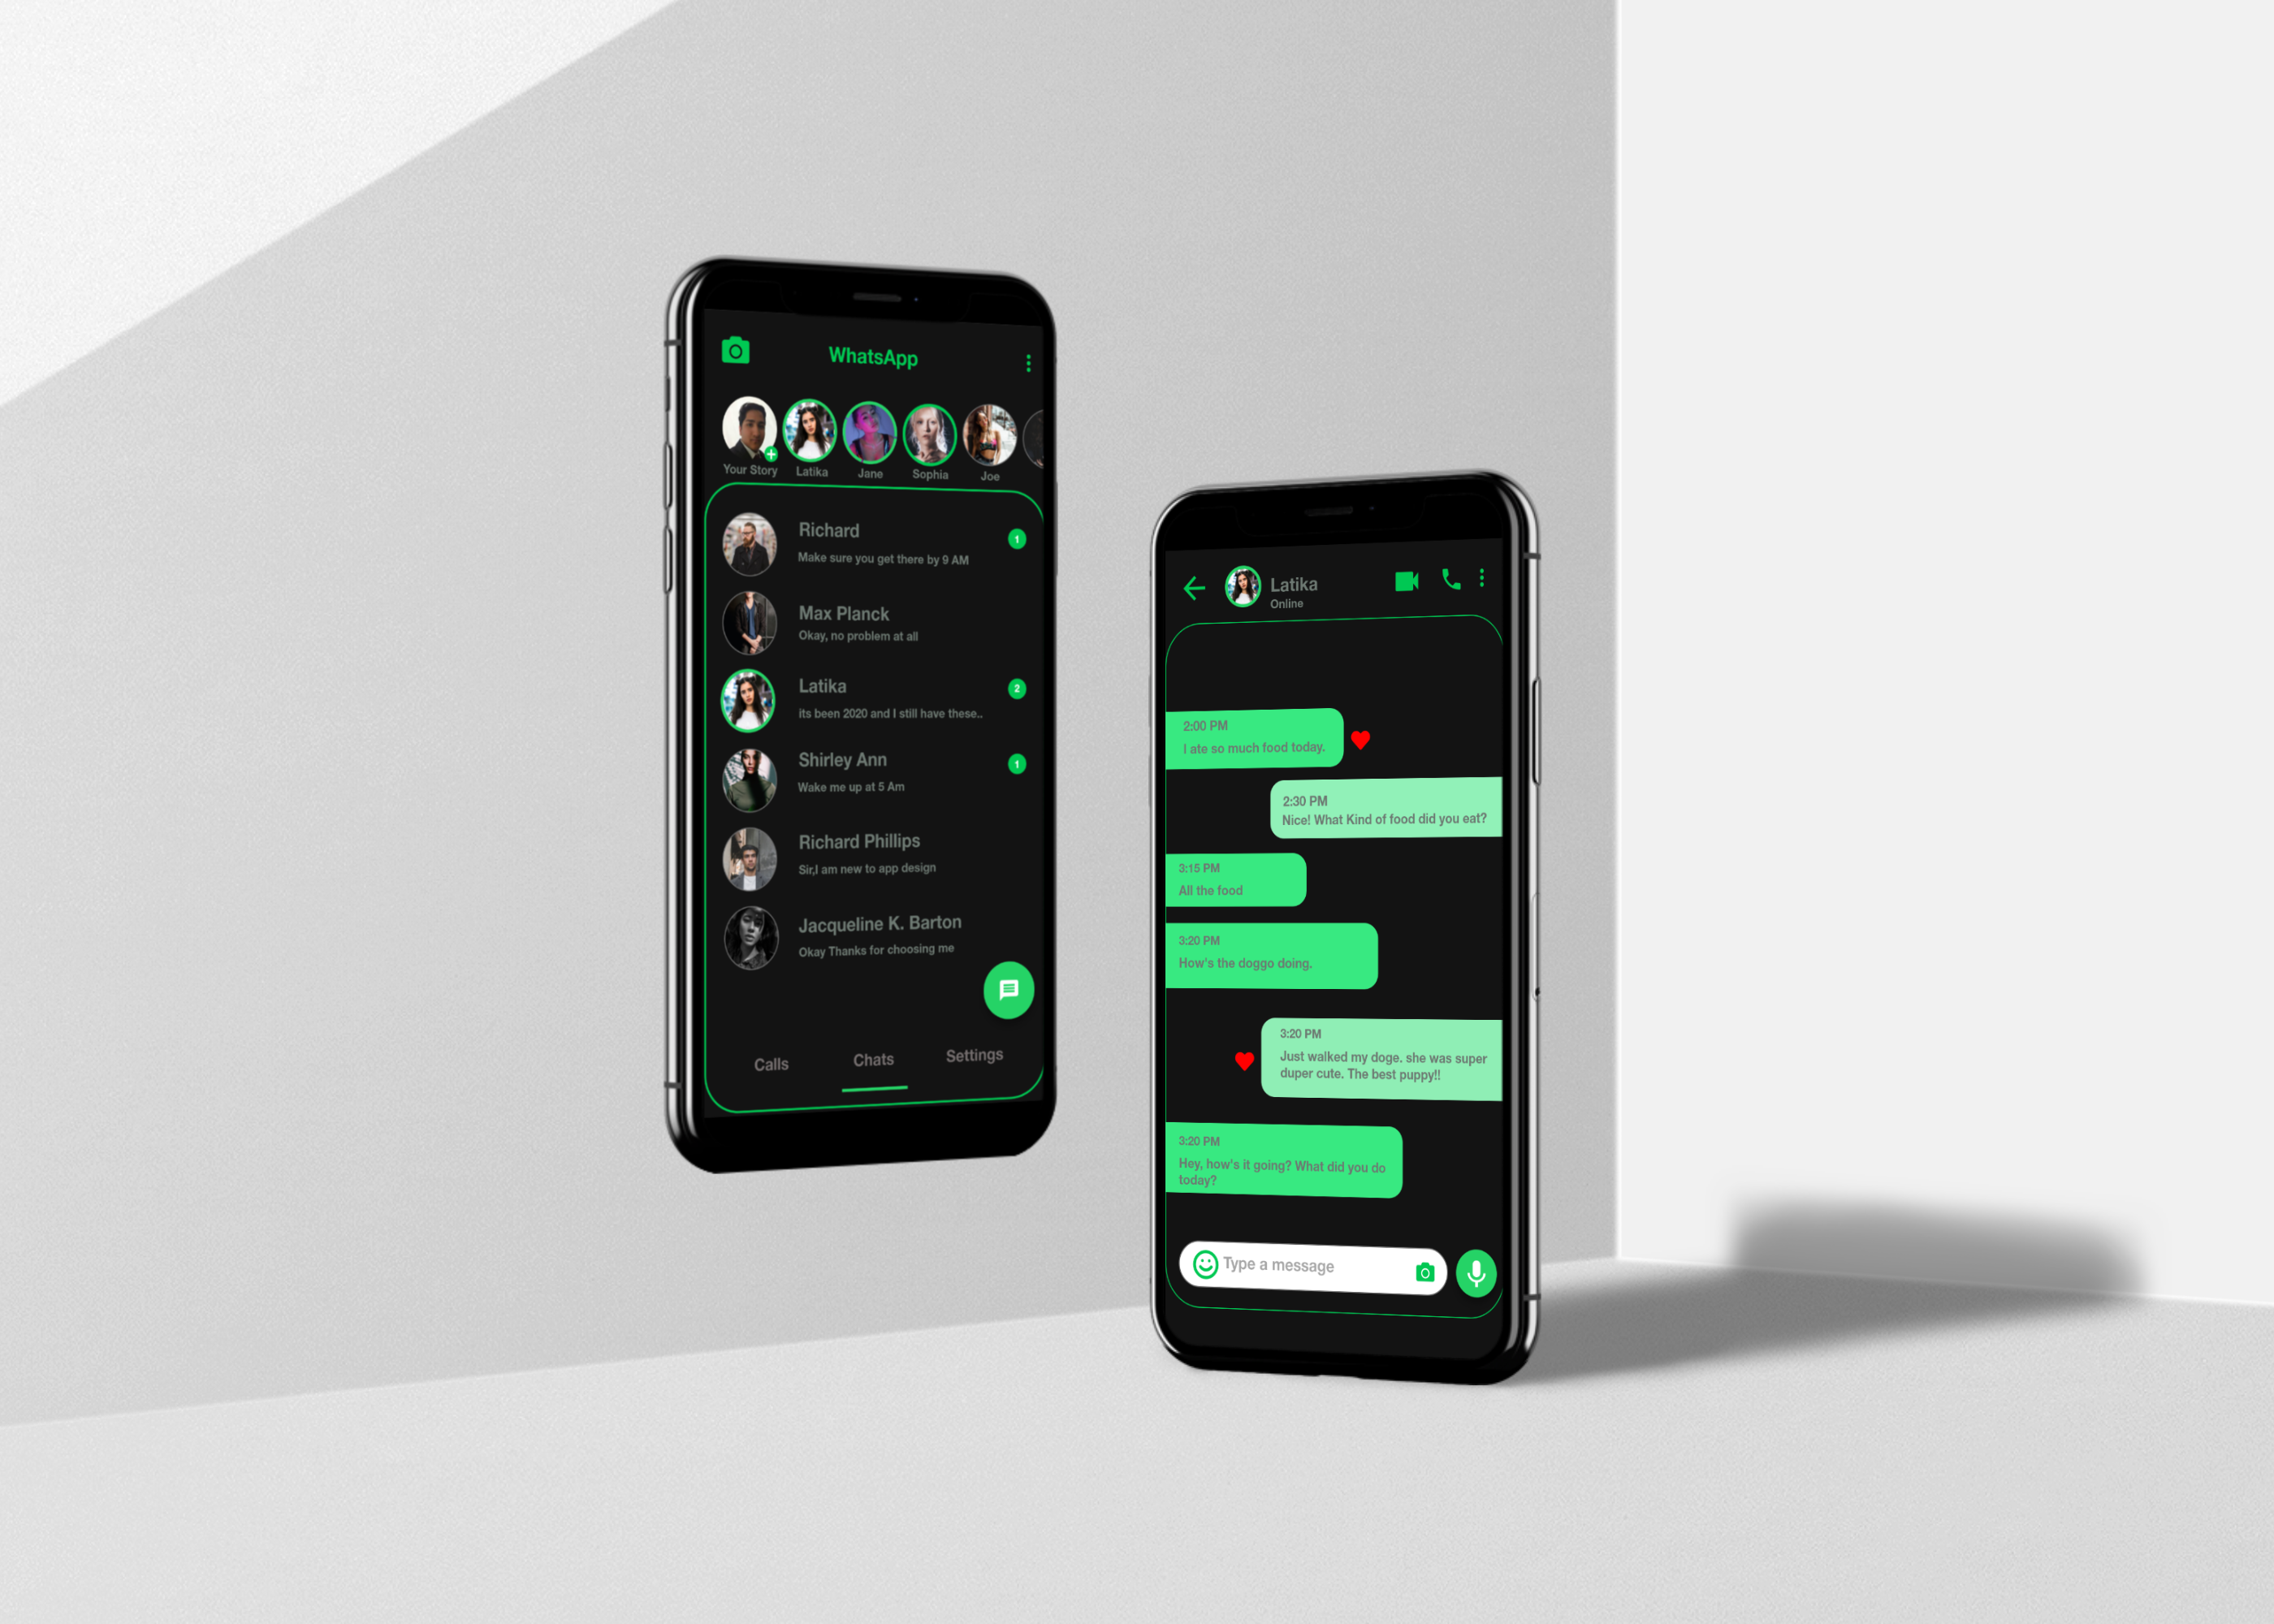 WhatsApp
Your Story
Latika
Jane
Sophia
Joe
Richard
1
Make sure you get there by 9 AM
Max Planck
Okay, no problem at all
Latika
2
its been 2020 and I still have these..
Shirley Ann
1
Wake me up at 5 Am
Richard Phillips
Sir,I am new to app design
Jacqueline K. Barton
Okay Thanks for choosing me
Calls
Chats
Settings
Latika
Online
2:00 PM
I ate so much food today.
2:30 PM
Nice! What Kind of food did you eat?
3:15 PM
All the food
3:20 PM
How's the doggo doing.
3:20 PM
Just walked my doge. she was super
duper cute. The best puppy!!
3:20 PM
Hey, how's it going? What did you do
today?
Type a message